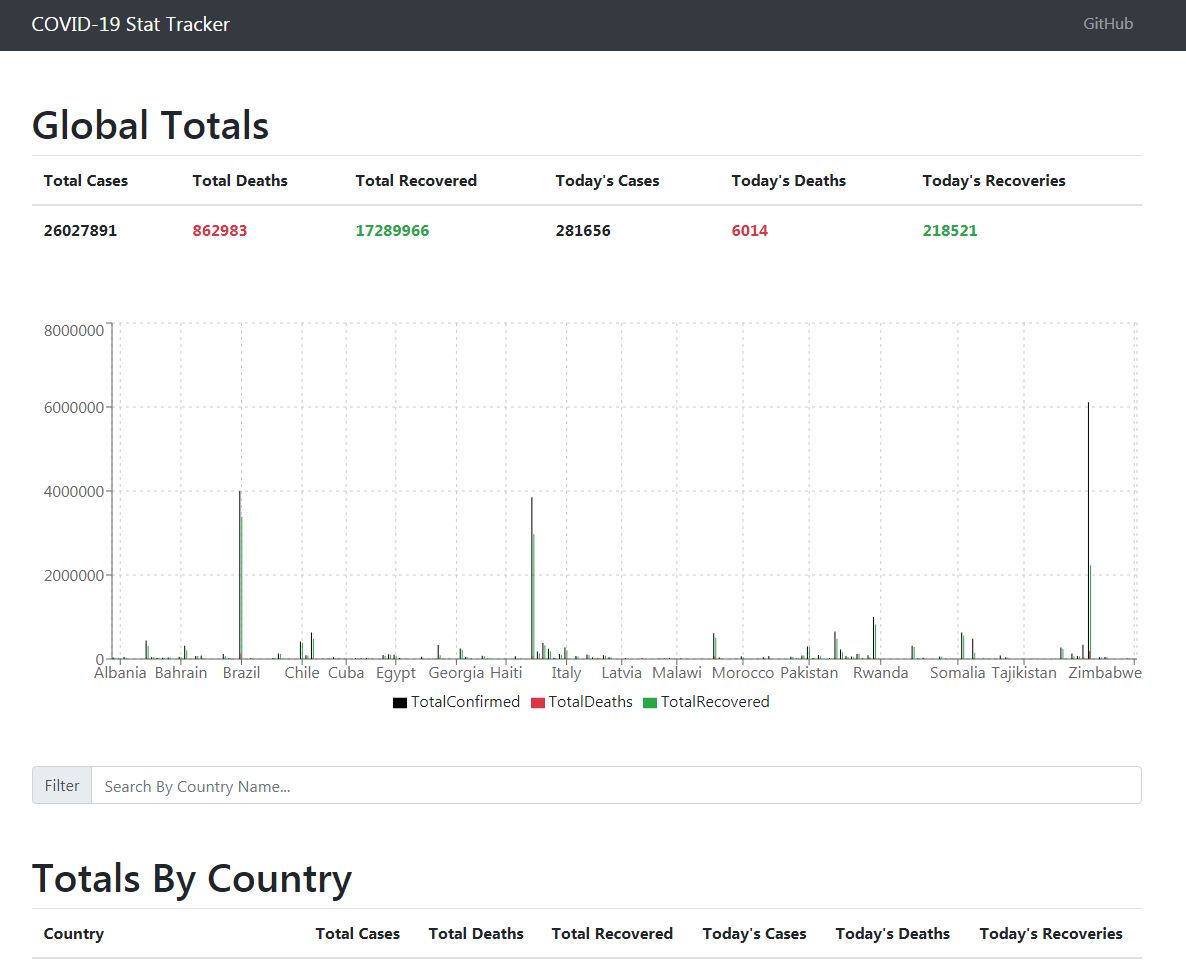 COVID-19 Stat Tracker GitHub
Global Totals
Total Cases Total Deaths Total Recovered Today's Cases Today's Deaths Today's Recoveries
26027891 862983 17289966 281656 6014 218521
8000000
6000000
4000000
2000000
0
Albania Bahrain Brazil Chile Cuba Egypt Georgia Haiti Italy Latvia Malawi Morocco Pakistan Rwanda Somalia Tajikistan Zimbabwe
TotalConfirmed TotalDeaths TotalRecovered
Filter Search By Country Name...
Totals By Country
Country Total Cases Total Deaths Total Recovered Today's Cases Today's Deaths Today's Recoveries